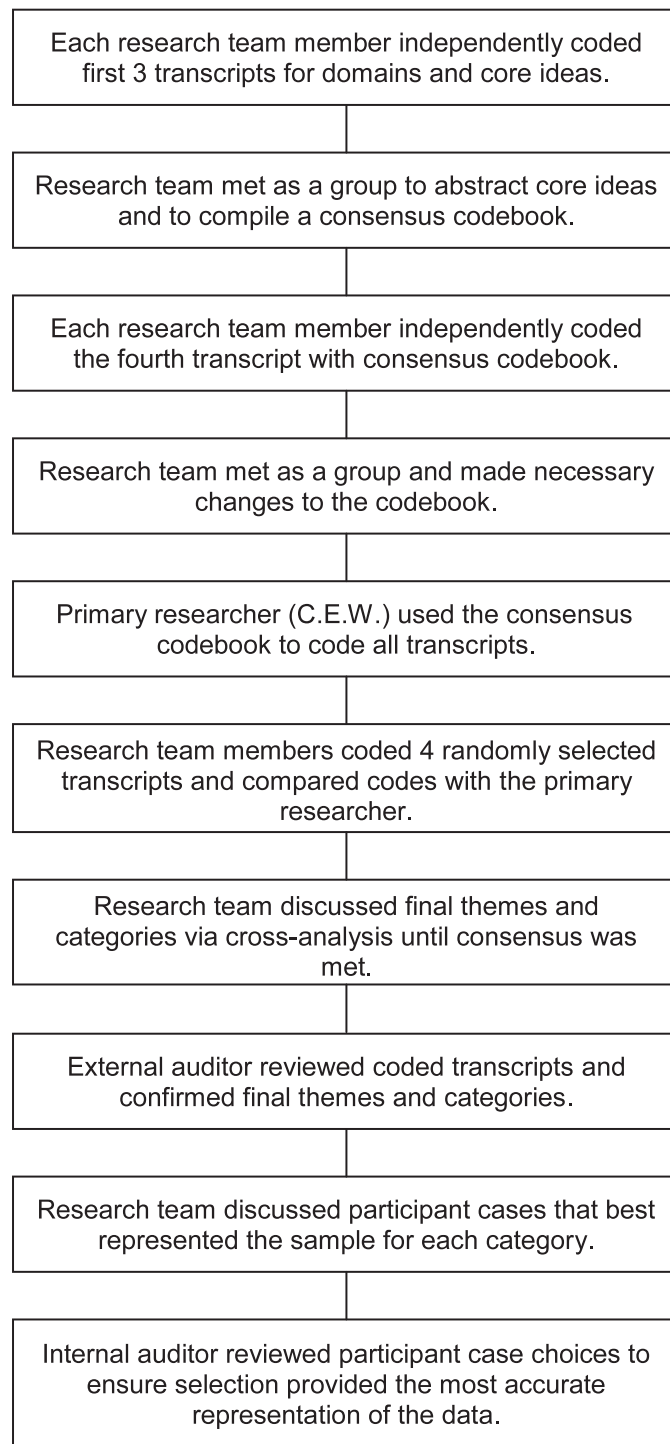 Each research team member independently coded
first 3 transcripts for domains and core ideas.
Research team met as a group to abstract core ideas
and to compile a consensus codebook.
Each research team member independently coded
the fourth transcript with consensus codebook.
Research team met as a group and made necessary
changes to the codebook.
Primary researcher (C.E.W.) used the consensus
codebook to code all transcripts.
Research team members coded 4 randomly selected
transcripts and compared codes with the primary
researcher.
Research team discussed final themes and
categories via cross-analysis until consensus was
met.
External auditor reviewed coded transcripts and
confirmed final themes and categories.
Research team discussed participant cases that best
represented the sample for each category.
Internal auditor reviewed participant case choices to
ensure selection provided the most accurate
representation of the data.